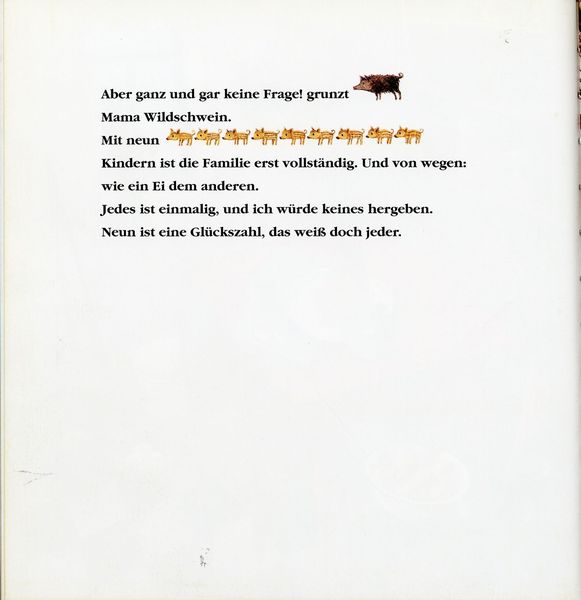 Aber ganz und gar keine Frage! grunzt
Mama Wildschwein.
Mit neun
Kindern ist die Familie erst vollständig. Und von wegen:
wie ein Ei dem anderen.
Jedes ist einmalig, und ich würde keines hergeben.
Neun ist eine Glückszahl, das weiß doch jeder.